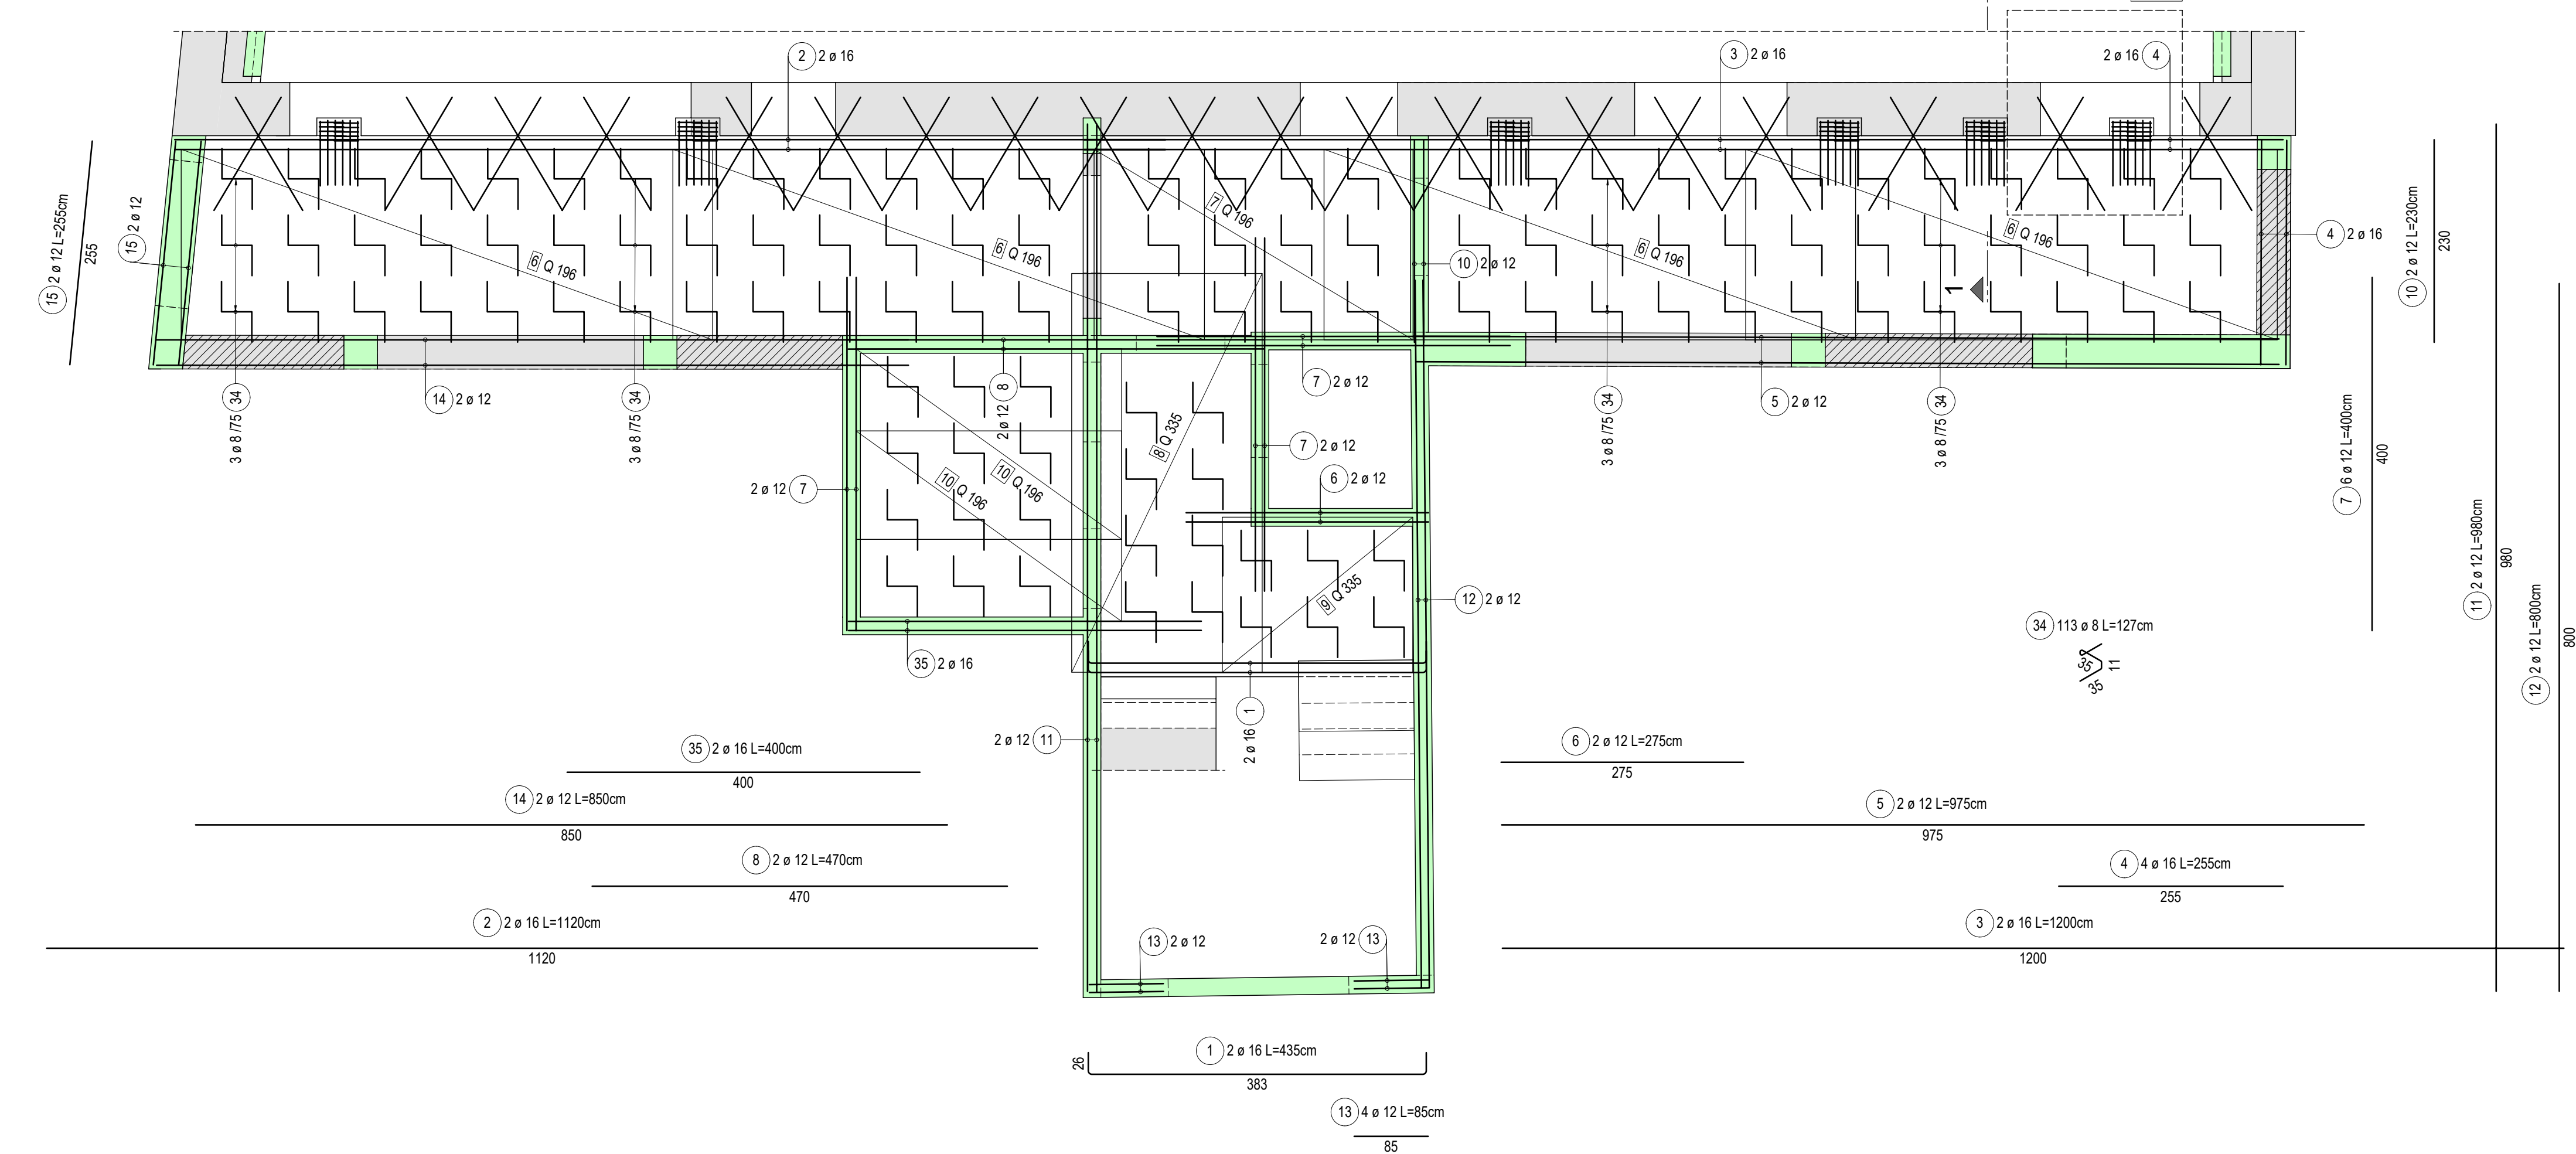 2 2 ø 16
3 2 ø 16
2 ø 16 4
15 2 ø 12 L=255cm
255
15 2 ø 12
6 Q 196
6 Q 196
7 Q 196
6 Q 196
6 Q 196
10 2 ø 12
1
4 2 ø 16
10 2 ø 12 L=230cm
230
3 ø 8 /75 34
14 2 ø 12
3 ø 8 /75 34
2 ø 12 8
7 2 ø 12
3 ø 8 /75 34
5 2 ø 12
3 ø 8 /75 34
8 Q 335
7 2 ø 12
6 2 ø 12
2 ø 12 7
10 Q 196
10 Q 196
7 6 ø 12 L=400cm
400
9 Q 335
12 2 ø 12
11 2 ø 12 L=980cm
980
12 2 ø 12 L=800cm
800
34 113 ø 8 L=127cm
35
11
35
35 2 ø 16
2 ø 16 1
2 ø 12 11
35 2 ø 16 L=400cm
400
6 2 ø 12 L=275cm
275
14 2 ø 12 L=850cm
850
5 2 ø 12 L=975cm
975
8 2 ø 12 L=470cm
470
4 4 ø 16 L=255cm
255
2 2 ø 16 L=1120cm
1120
3 2 ø 16 L=1200cm
1200
13 2 ø 12
2 ø 12 13
1 2 ø 16 L=435cm
26
383
13 4 ø 12 L=85cm
85